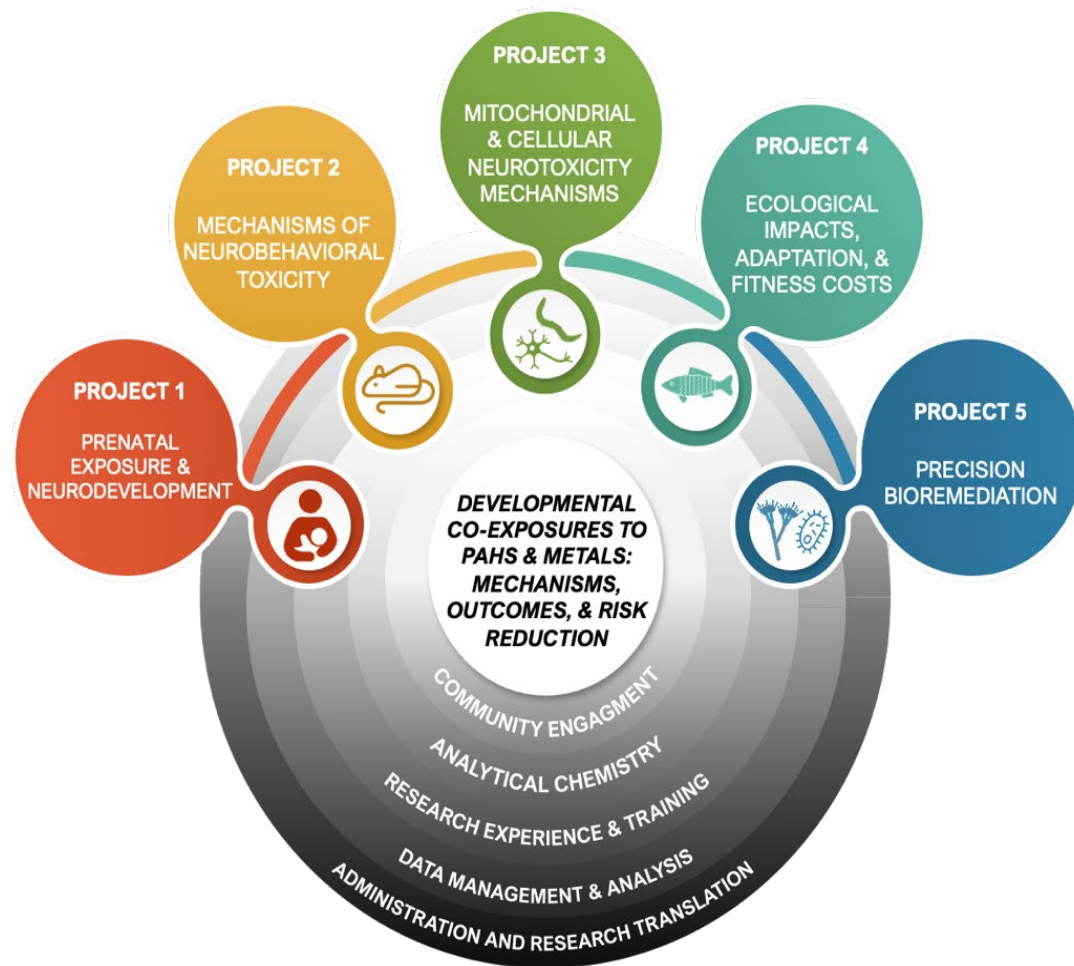 PROJECT 3
MITOCHONDRIAL
& CELLULAR
NEUROTOXICITY
MECHANISMS
PROJECT 2
MECHANISMS OF
NEUROBEHAVIORAL
TOXICITY
PROJECT 4
ECOLOGICAL
IMPACTS,
ADAPTATION, &
FITNESS COSTS
PROJECT 1
PRENATAL
EXPOSURE &
NEURODEVELOPMENT
PROJECT 5
PRECISION
BIOREMEDIATION
DEVELOPMENTAL
CO-EXPOSURES TO
PAHS & METALS:
MECHANISMS,
OUTCOMES, & RISK
REDUCTION
COMMUNITY ENGAGMENT
ANALYTICAL CHEMISTRY
RESEARCH EXPERIENCE & TRAINING
DATA MANAGEMENT & ANALYSIS
ADMINISTRATION AND RESEARCH TRANSLATION